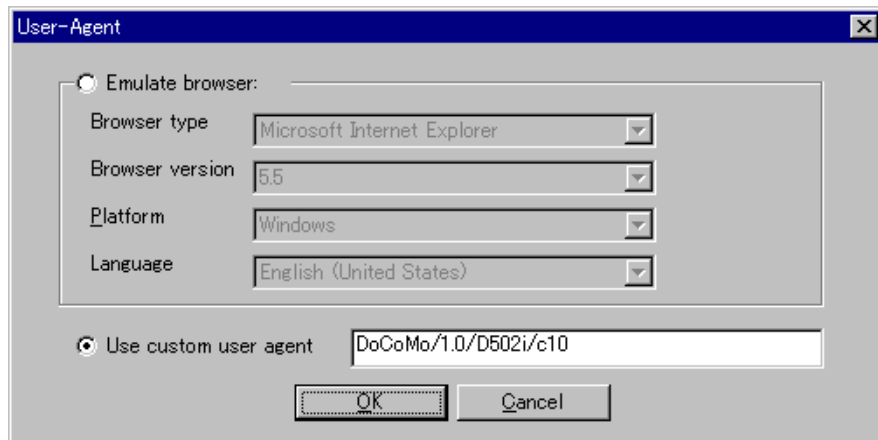 User-Agent
Emulate browser:
Browser type Microsoft Internet Explorer
Browser version 5.5
Platform Windows
Language English (United States)
Use custom user agent DoCoMo/1.0/D502i/c10
OK Cancel